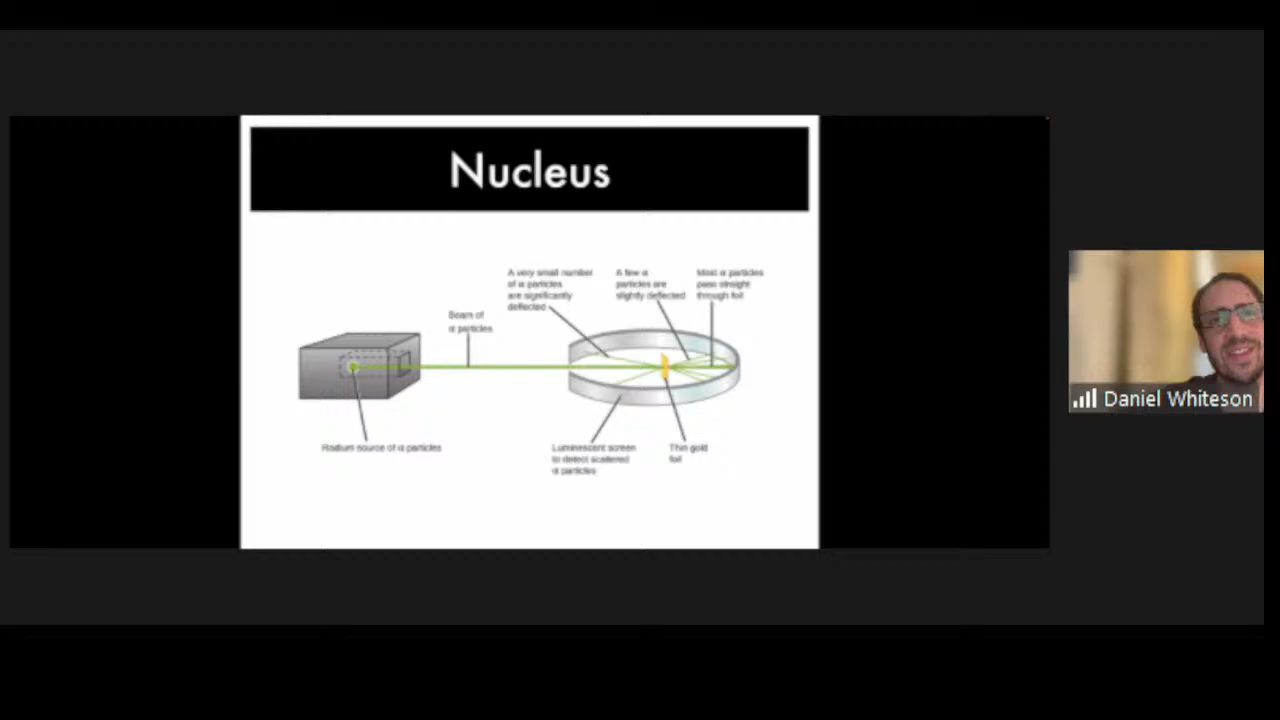 Nucleus
A very small number
of α particles
are significantly
deflected
A few α
particles are
slightly deflected
Most α particles
pass straight
through foil
Beam of
α particles
Radium source of α particles
Luminescent screen
to detect scattered
α particles
Thin gold
foil
Daniel Whiteson